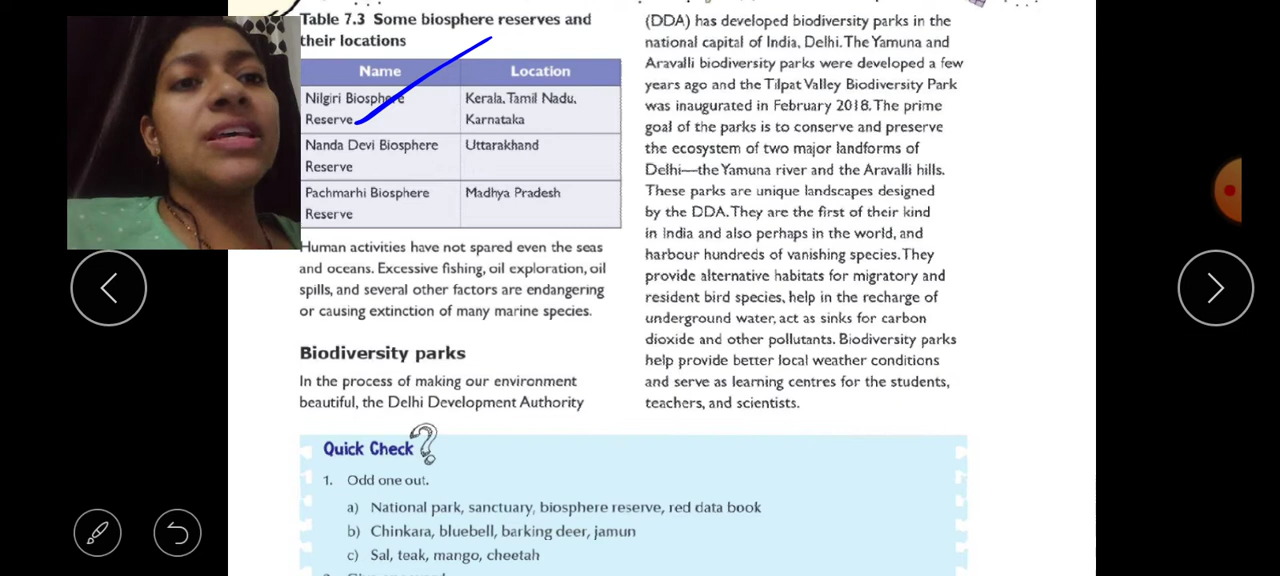 Table 7.3 Some biosphere reserves and
their locations
Name Location
Nilgiri Biosphere Kerala, Tamil Nadu,
Reserve Karnataka
Nanda Devi Biosphere Uttarakhand
Reserve
Pachmarhi Biosphere Madhya Pradesh
Reserve
Human activities have not spared even the seas
and oceans. Excessive fishing, oil exploration, oil
spills, and several other factors are endangering
or causing extinction of many marine species.
Biodiversity parks
In the process of making our environment
beautiful, the Delhi Development Authority
(DDA) has developed biodiversity parks in the
national capital of India, Delhi. The Yamuna and
Aravalli biodiversity parks were developed a few
years ago and the Tilpat Valley Biodiversity Park
was inaugurated in February 2018. The prime
goal of the parks is to conserve and preserve
the ecosystem of two major landforms of
Delhi—the Yamuna river and the Aravalli hills.
These parks are unique landscapes designed
by the DDA. They are the first of their kind
in India and also perhaps in the world, and
harbour hundreds of vanishing species. They
provide alternative habitats for migratory and
resident bird species, help in the recharge of
underground water, act as sinks for carbon
dioxide and other pollutants. Biodiversity parks
help provide better local weather conditions
and serve as learning centres for the students,
teachers, and scientists.
Quick Check ?
1. Odd one out.
a) National park, sanctuary, biosphere reserve, red data book
b) Chinkara, bluebell, barking deer, jamun
c) Sal, teak, mango, cheetah